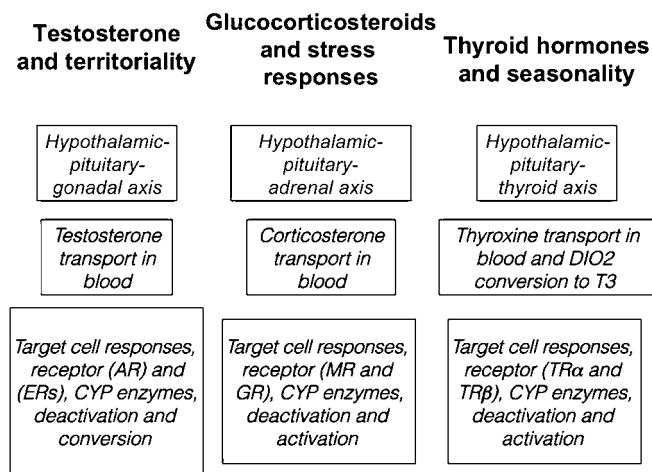 Testosterone
and territoriality
Glucocorticosteroids
and stress
responses
Thyroid hormones
and seasonality
Hypothalamic-
pituitary-
gonadal axis
Hypothalamic-
pituitary-
adrenal axis
Hypothalamic-
pituitary-
thyroid axis
Testosterone
transport in
blood
Corticosterone
transport in
blood
Thyroxine transport in
blood and DIO2
conversion to T3
Target cell responses,
receptor (AR) and
(ERs), CYP enzymes,
deactivation and
conversion
Target cell responses,
receptor (MR and
GR), CYP enzymes,
deactivation and
activation
Target cell responses,
receptor (TRα and
TRβ), CYP enzymes,
deactivation and
activation